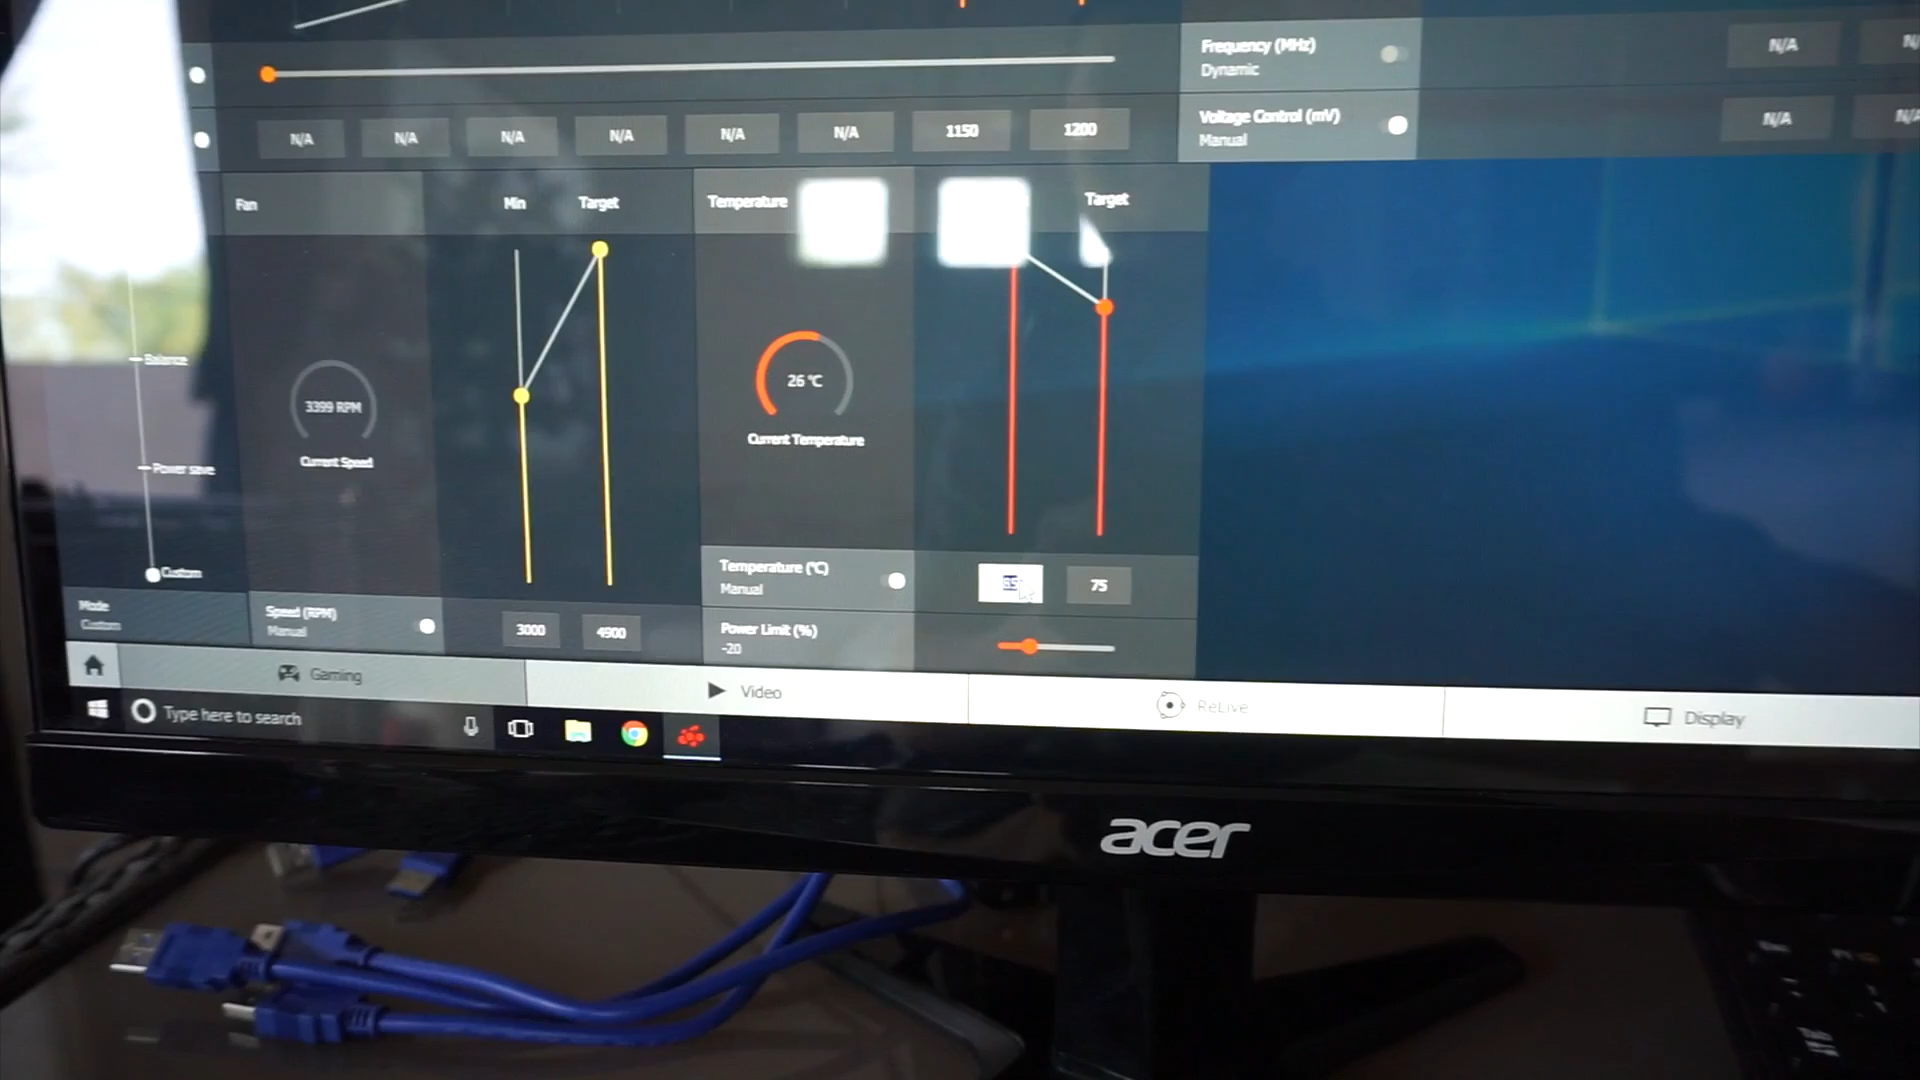 Frequency (MHz)
Dynamic
N/A
N/A N/A N/A N/A N/A N/A 1150 1200
Voltage Control (mV)
Manual
N/A
Fan
Min
Target
Temperature
Target
Balance
Power save
Custom
3399 RPM
Current Speed
26 °C
Current Temperature
Mode
Custom
Speed (RPM)
Manual
3000
4900
Temperature (°C)
Manual
75
Power Limit (%)
-20
Gaming
Video
ReLive
Display
Type here to search
acer